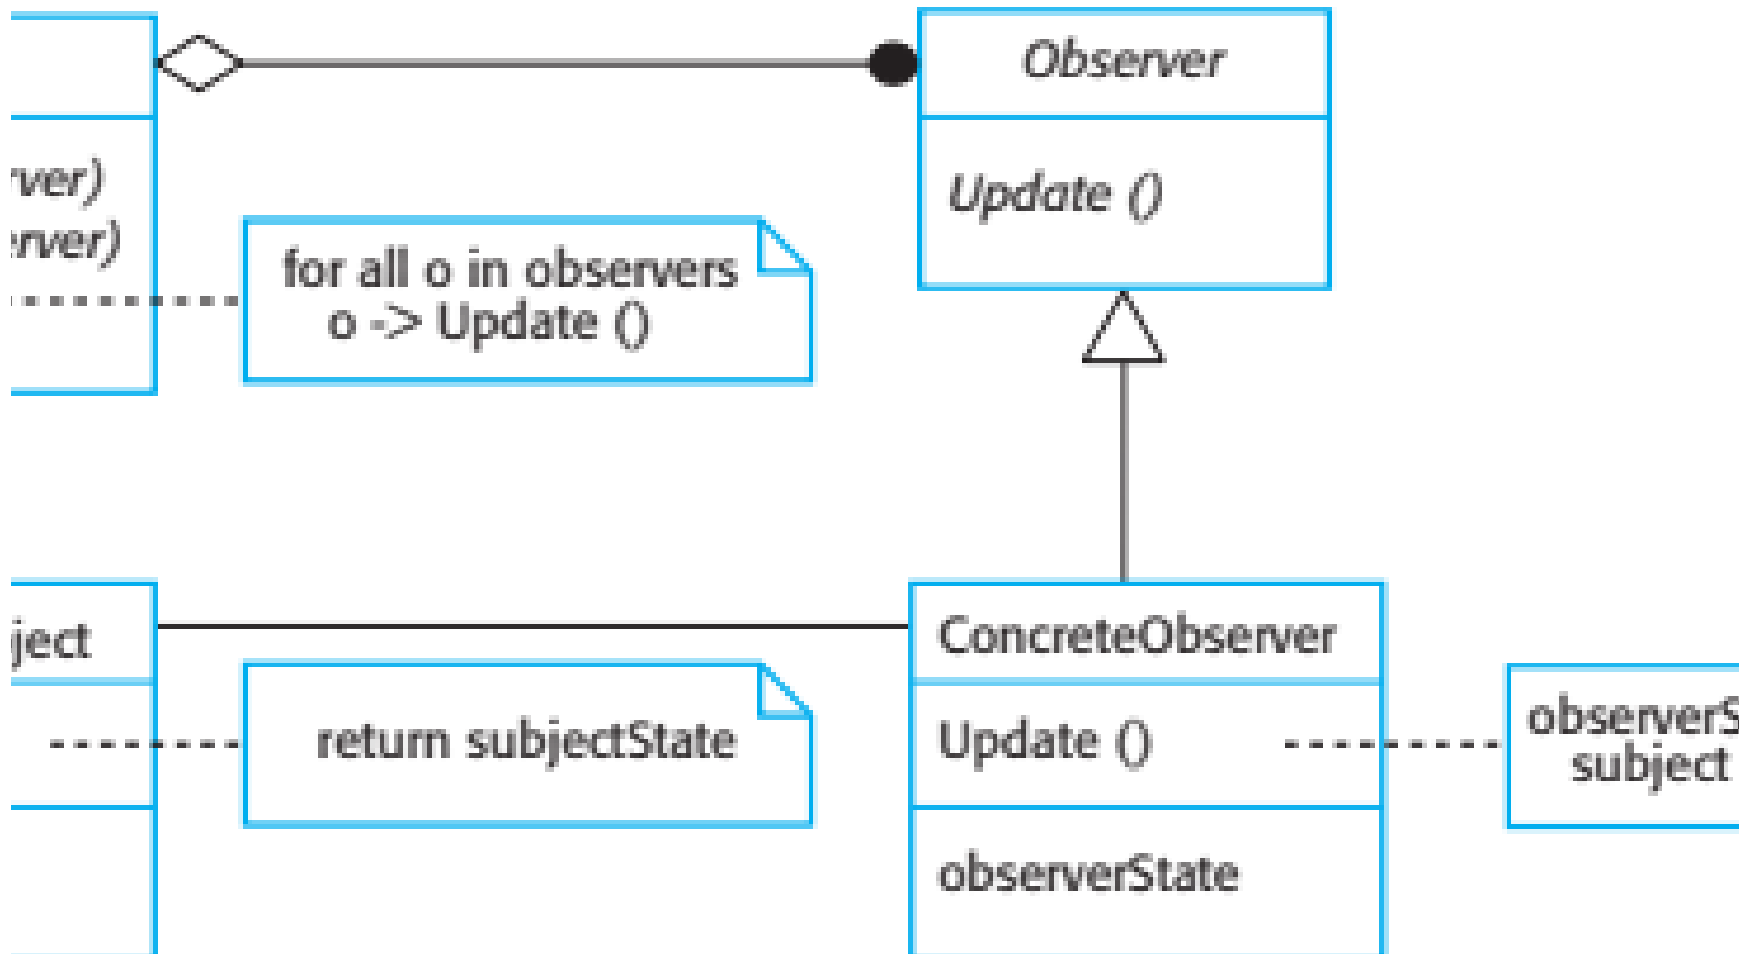 Observer
Update ()
for all o in observers
o -> Update ()
ConcreteObserver
return subjectState
Update ()
subject
observerState